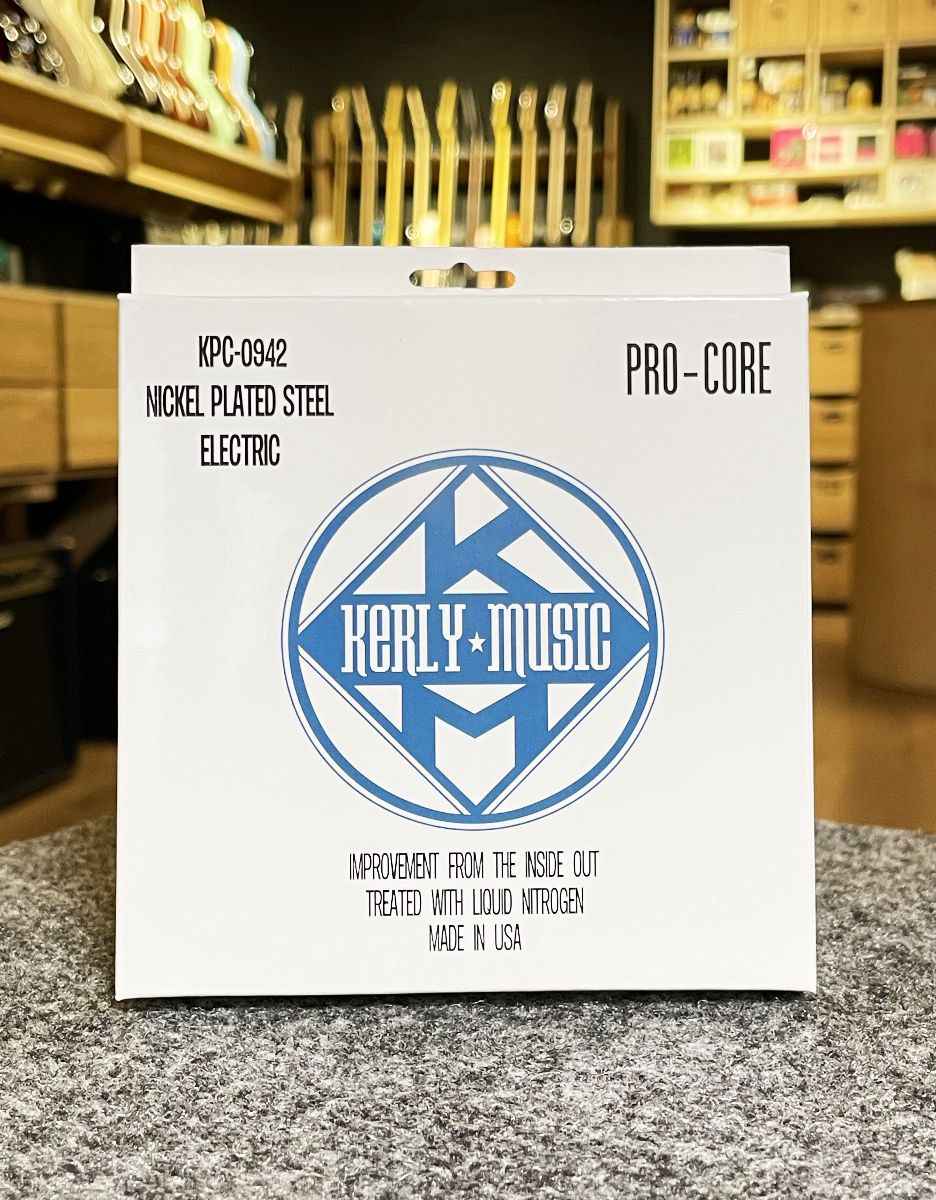 KPC-0942
NICKEL PLATED STEEL
ELECTRIC
PRO-CORE
K
KERLY★MUSIC
M
IMPROVEMENT FROM THE INSIDE OUT
TREATED WITH LIQUID NITROGEN
MADE IN USA